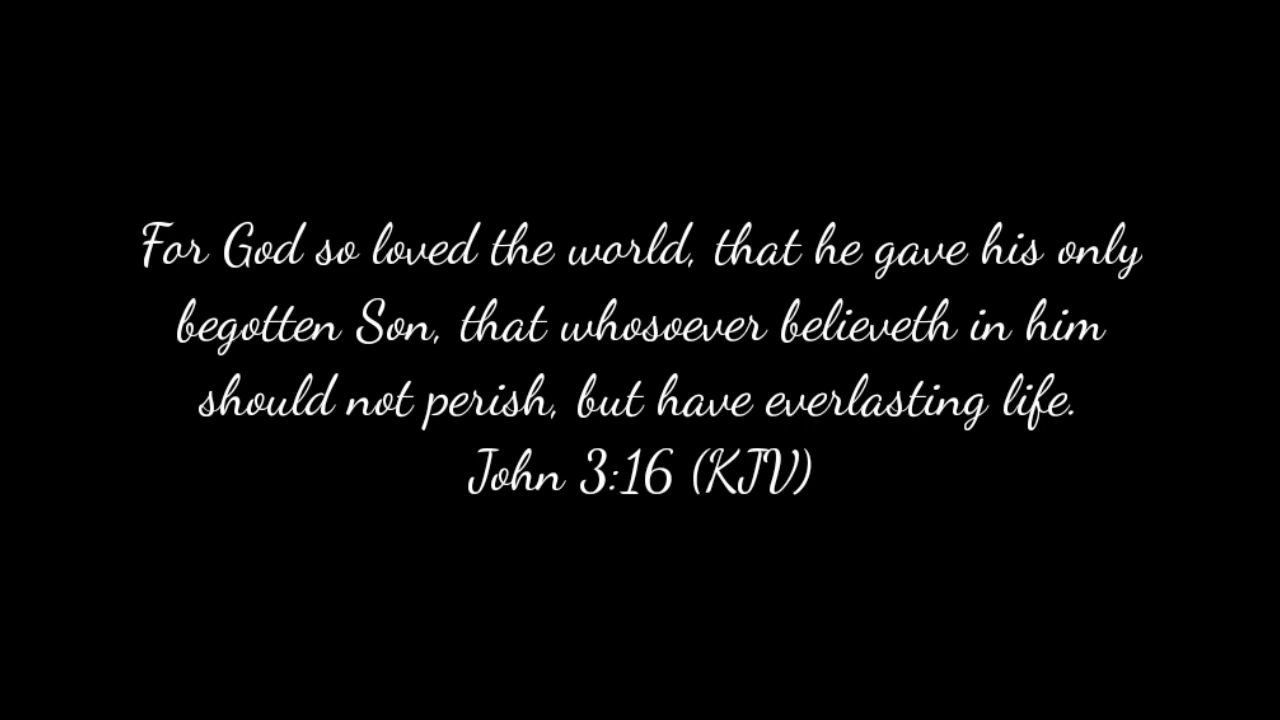 For God so loved the world, that he gave his only
begotten Son, that whosoever believeth in him
should not perish, but have everlasting life.
John 3:16 (KJV)